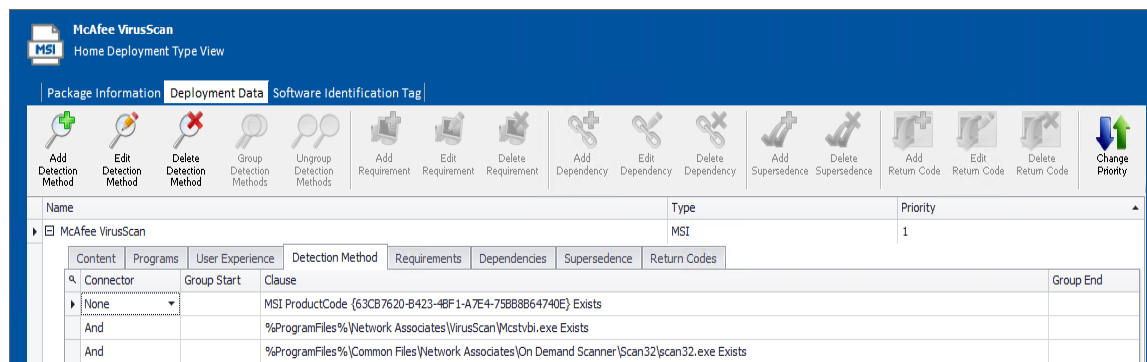 McAfee VirusScan
MSI
Home Deployment Type View
Package Information Deployment Data Software Identification Tag
Add Detection Method
Edit Detection Method
Delete Detection Method
Group Detection Methods
Ungroup Detection Methods
Add Requirement
Edit Requirement
Delete Requirement
Add Dependency
Edit Dependency
Delete Dependency
Add Supersedence
Delete Supersedence
Add Return Code
Edit Return Code
Delete Return Code
Change Priority
Name Type Priority
McAfee VirusScan MSI 1
Content Programs User Experience Detection Method Requirements Dependencies Supersedence Return Codes
Connector Group Start Clause Group End
None MSI ProductCode {63CB7620-B423-4BF1-A7E4-75BB8B64740E} Exists
And %ProgramFiles%\Network Associates\VirusScan\Mcstvbi.exe Exists
And %ProgramFiles%\Common Files\Network Associates\On Demand Scanner\Scan32\scan32.exe Exists